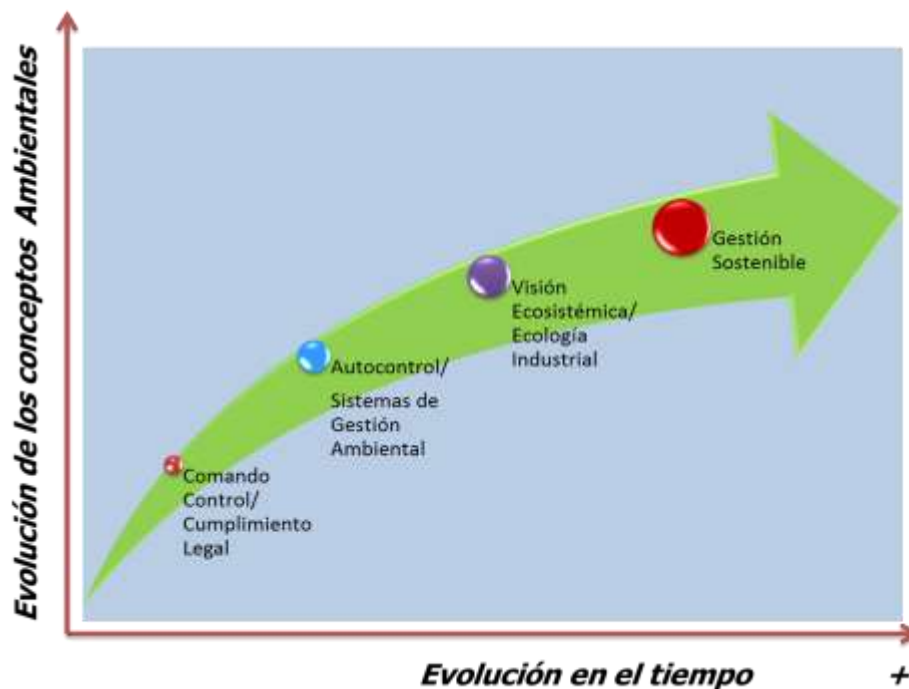 Evolución de los conceptos Ambientales
Gestión
Sostenible
Visión
Ecosistémica/
Ecología
Industrial
Autocontrol/
Sistemas de
Gestión
Ambiental
Comando
Control/
Cumplimiento
Legal
Evolución en el tiempo +